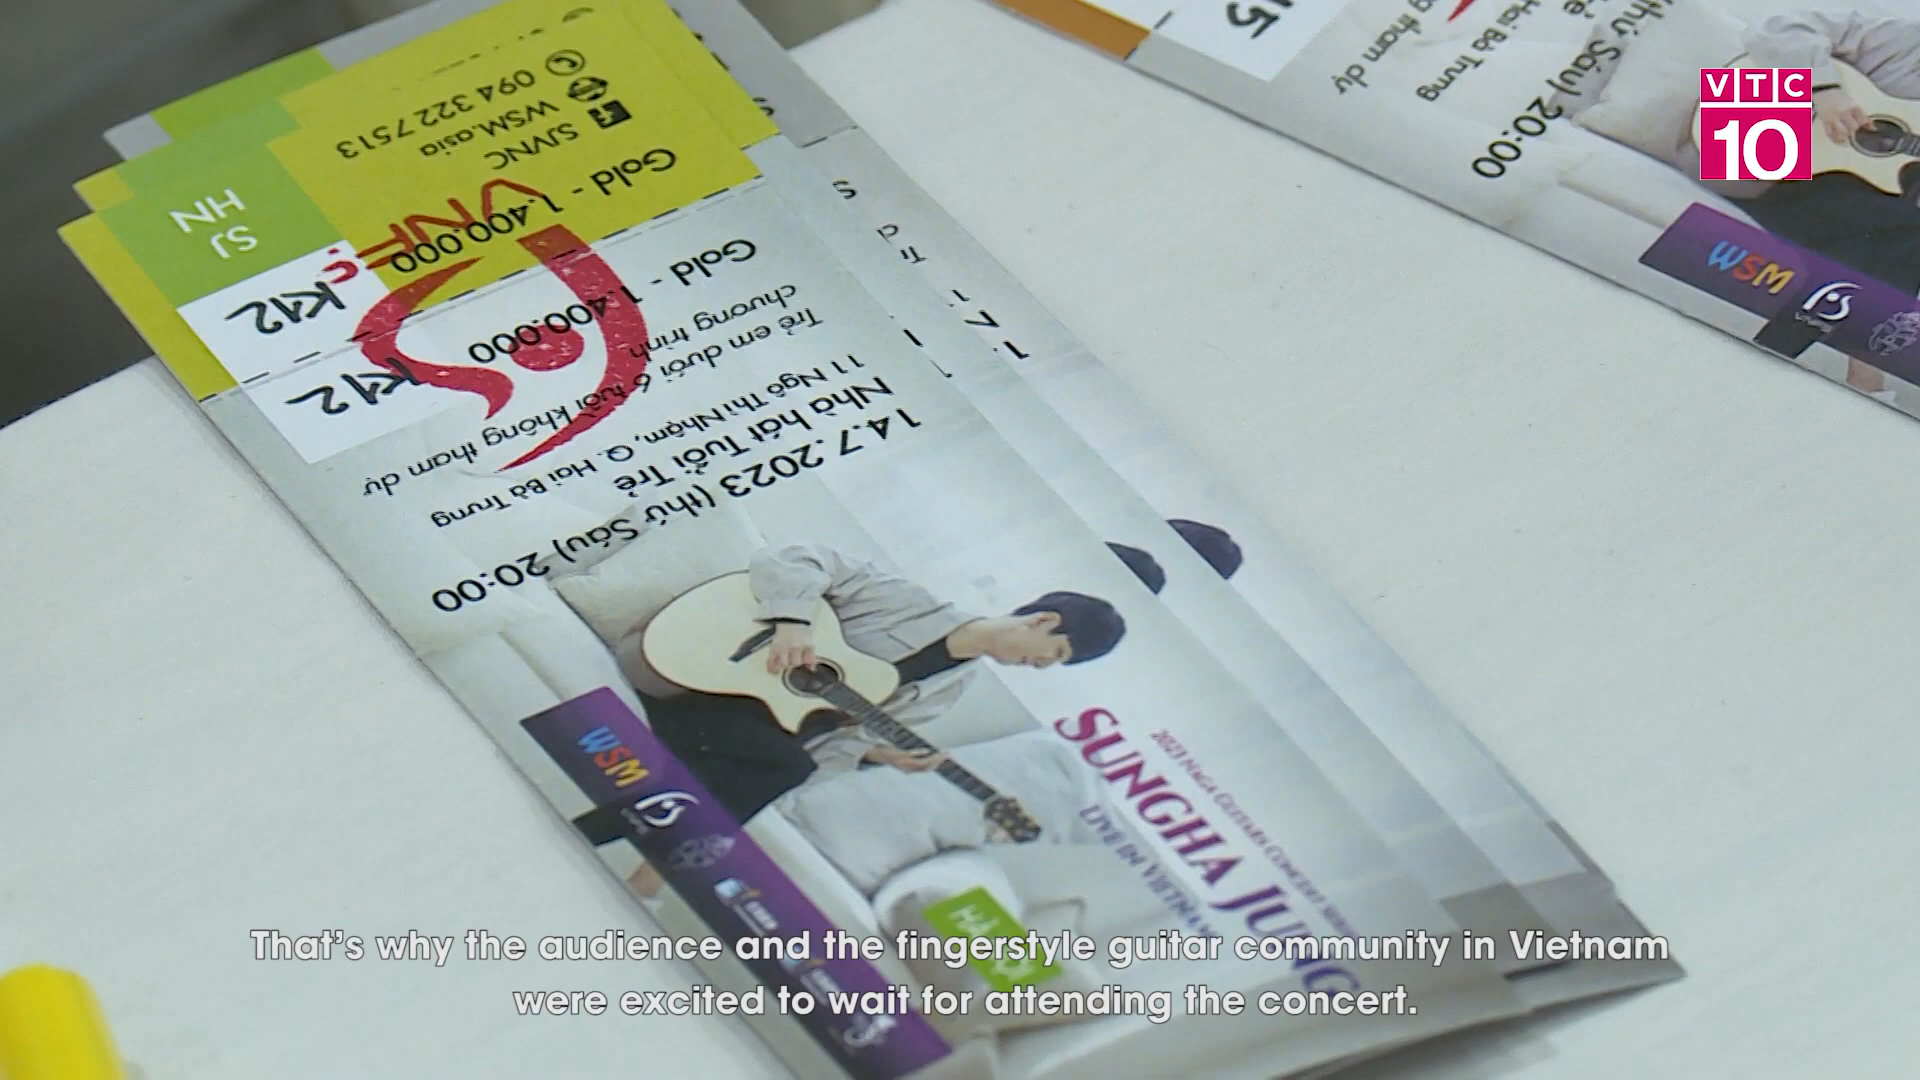 VTC
10
SJ
HN
SJVNC
WSM.asia
094 322 7513
Gold - 1.400.000
K12
Gold - 1.400.000
K12
Trẻ em dưới 6 tuổi không tham dự
chương trình
11 Ngô Thì Nhậm, Q. Hai Bà Trưng
Nhà hát Tuổi Trẻ
14.7.2023 (thứ Sáu) 20:00
WSM
SUNGHA JUNG
LIVE IN VIETNAM
HÀ NỘI
tham dự
Hai Bà Trưng
(thứ Sáu) 20:00
WSM
That's why the audience and the fingerstyle guitar community in Vietnam
were excited to wait for attending the concert.